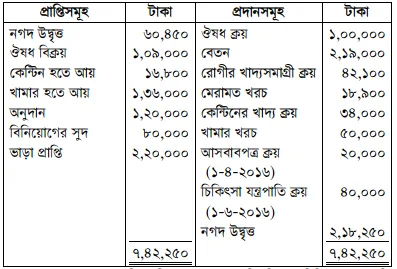 প্রাপ্তিসমূহ টাকা প্রদানসমূহ টাকা
নগদ উদ্বৃত্ত ৬০,৪৫০ ঔষধ ক্রয় ১,০০,০০০
ঔষধ বিক্রয় ১,০৯,০০০ বেতন ২,১৯,০০০
কেন্টিন হতে আয় ১৬,৮০০ রোগীর খাদ্যসামাগ্রী ক্রয় ৪২,১০০
খামার হতে আয় ১,৩৬,০০০ মেরামত খরচ ১৮,৯০০
অনুদান ১,২০,০০০ কেন্টিনের খাদ্য ক্রয় ৩৪,০০০
বিনিয়োগের সুদ ৮০,০০০ খামার খরচ ৫০,০০০
ভাড়া প্রাপ্তি ২,২০,০০০ আসবাবপত্র ক্রয় ২০,০০০
(১-৪-২০১৬)
চিকিৎসা যন্ত্রপাতি ক্রয় ৪০,০০০
(১-৬-২০১৬)
নগদ উদ্বৃত্ত ২,১৮,২৫০
৭,৪২,২৫০ ৭,৪২,২৫০